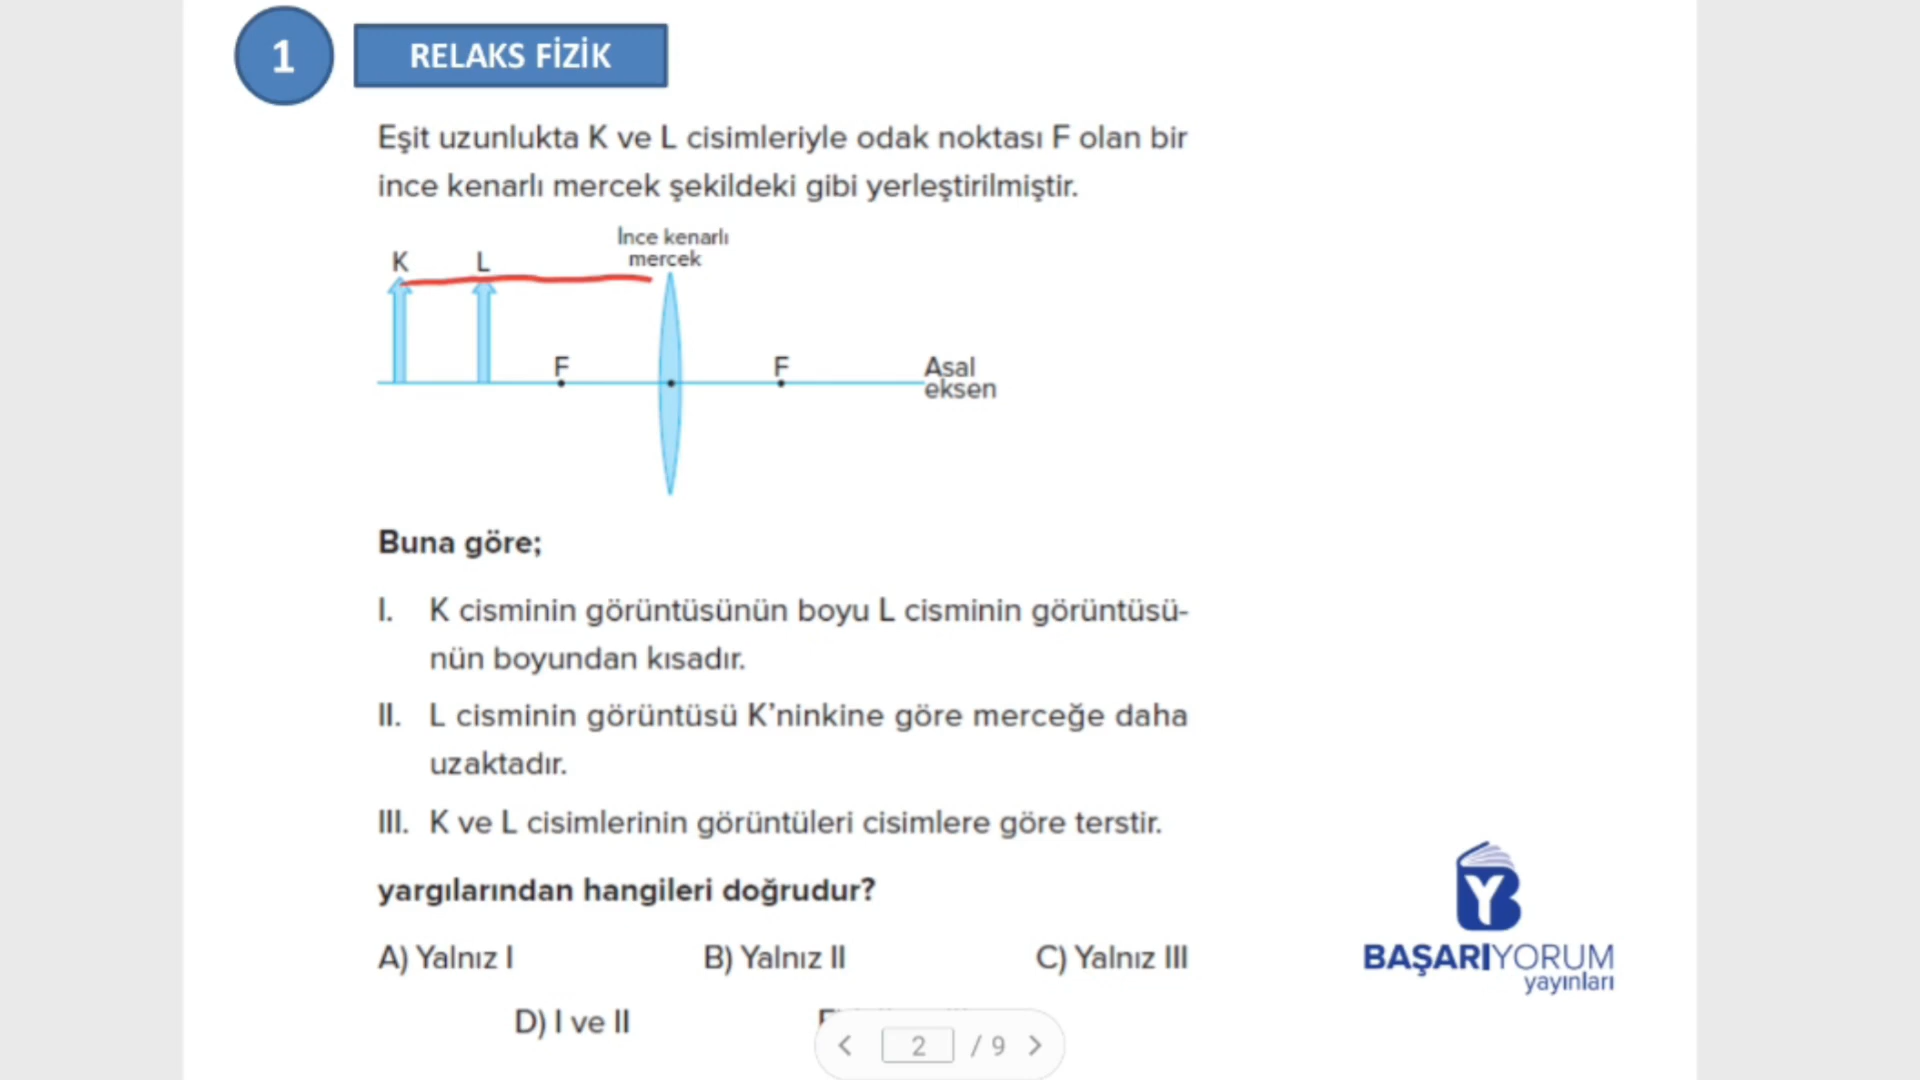 1
RELAKS FİZİK
Eşit uzunlukta K ve L cisimleriyle odak noktası F olan bir
ince kenarlı mercek şekildeki gibi yerleştirilmiştir.
İnce kenarlı
mercek
K
L
F
F
Asal
eksen
Buna göre;
I. K cisminin görüntüsünün boyu L cisminin görüntüsü-
nün boyundan kısadır.
II. L cisminin görüntüsü K'ninkine göre merceğe daha
uzaktadır.
III. K ve L cisimlerinin görüntüleri cisimlere göre terstir.
yargılarından hangileri doğrudur?
A) Yalnız I B) Yalnız II C) Yalnız III
D) I ve II
2 / 9
BAŞARIYORUM
yayınları